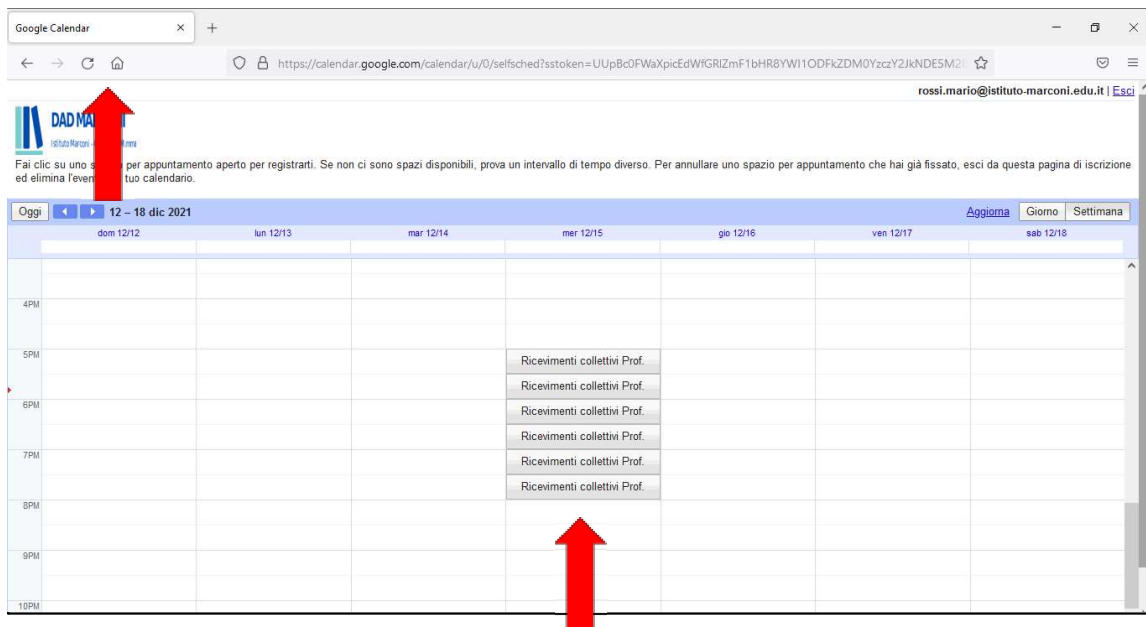 Google Calendar
https://calendar.google.com/calendar/u/0/selfsched?sstoken=UUpBc0FWaXpicEdWfGRIZmF1bHR8YWI1ODFkZDM0YzczY2JkNDE5M2
rossi.mario@istituto-marconi.edu.it | Esci
DAD
Istituto Marconi
Fai clic su uno per appuntamento aperto per registrarti. Se non ci sono spazi disponibili, prova un intervallo di tempo diverso. Per annullare uno spazio per appuntamento che hai già fissato, esci da questa pagina di iscrizione
ed elimina tuo calendario.
Oggi 12 – 18 dic 2021 Aggiorna Giorno Settimana
dom 12/12 lun 12/13 mar 12/14 mer 12/15 gio 12/16 ven 12/17 sab 12/18
4PM
5PM
Ricevimenti collettivi Prof.
Ricevimenti collettivi Prof.
6PM
Ricevimenti collettivi Prof.
Ricevimenti collettivi Prof.
7PM
Ricevimenti collettivi Prof.
Ricevimenti collettivi Prof.
8PM
9PM
10PM